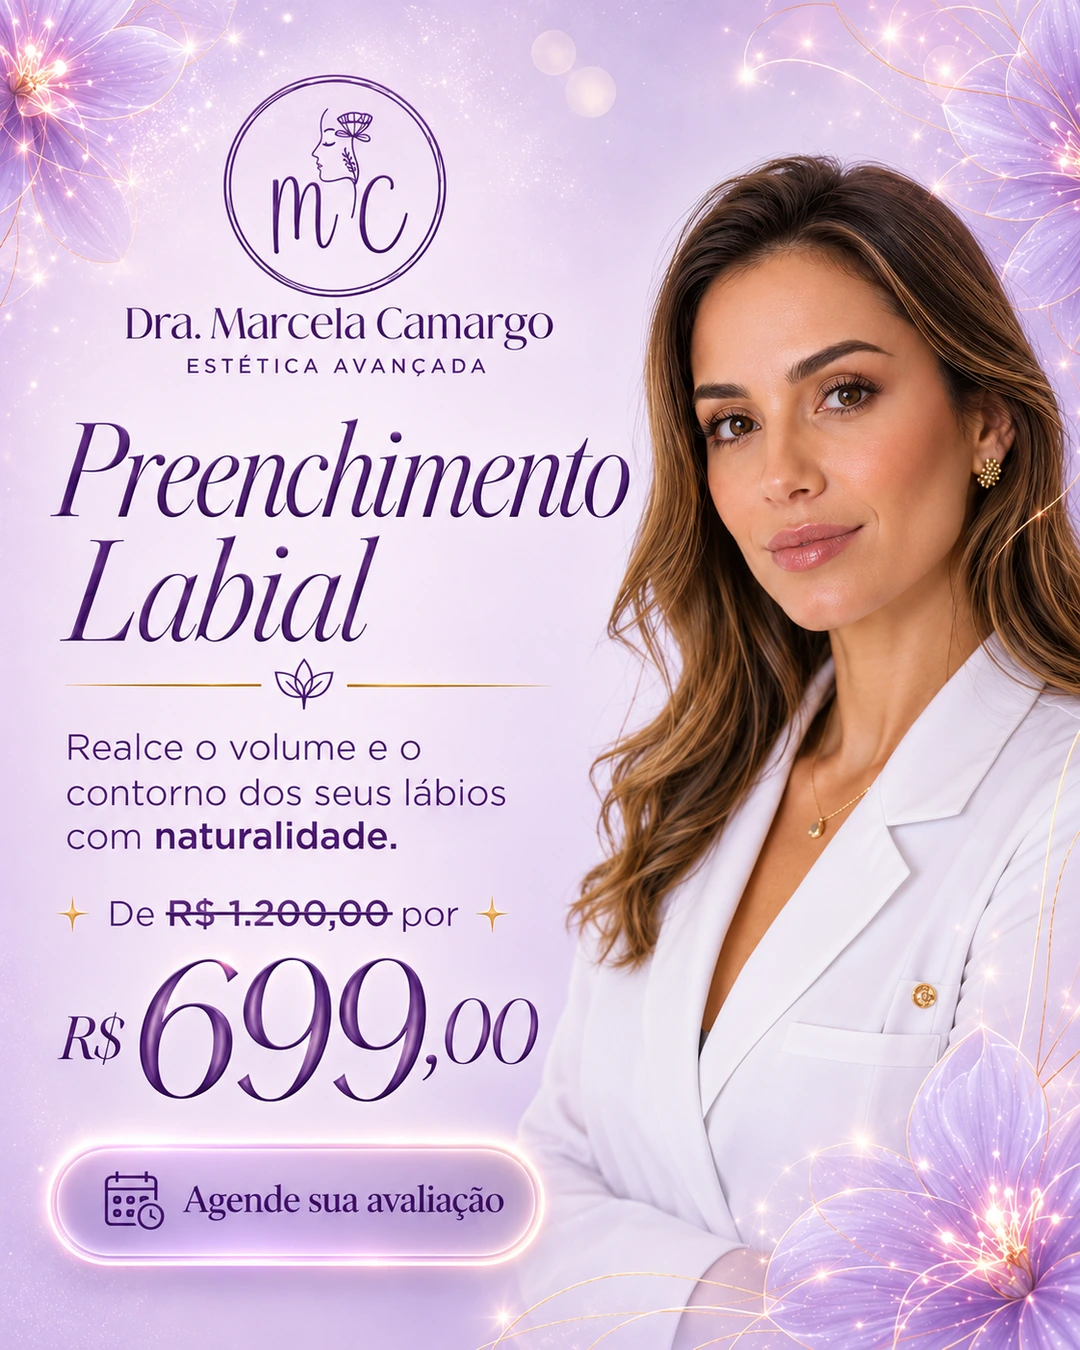 MC
Dra. Marcela Camargo
ESTÉTICA AVANÇADA
Preenchimento
Labial
Realce o volume e o
contorno dos seus lábios
com naturalidade.
De R$ 1.200,00 por
R$ 699,00
Agende sua avaliação